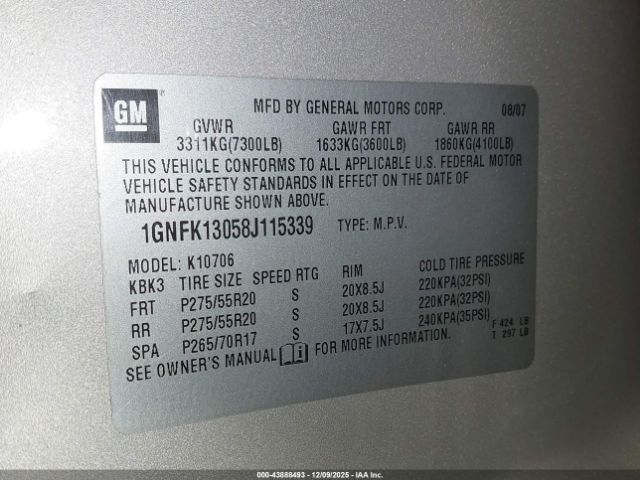 GM
MFD BY GENERAL MOTORS CORP. 08/07
GVWR GAWR FRT GAWR RR
3311KG(7300LB) 1633KG(3600LB) 1860KG(4100LB)
THIS VEHICLE CONFORMS TO ALL APPLICABLE U.S. FEDERAL MOTOR
VEHICLE SAFETY STANDARDS IN EFFECT ON THE DATE OF
MANUFACTURE SHOWN ABOVE.
1GNFK13058J115339 TYPE: M.P.V.
MODEL: K10706
KBK3 TIRE SIZE SPEED RTG RIM COLD TIRE PRESSURE
FRT P275/55R20 S 20X8.5J 220KPA(32PSI)
RR P275/55R20 S 20X8.5J 220KPA(32PSI)
SPA P265/70R17 S 17X7.5J 240KPA(35PSI)
F 424 LB
T 297 LB
SEE OWNER'S MANUAL FOR MORE INFORMATION.
000-43888493 - 12/09/2025 - IAA Inc.